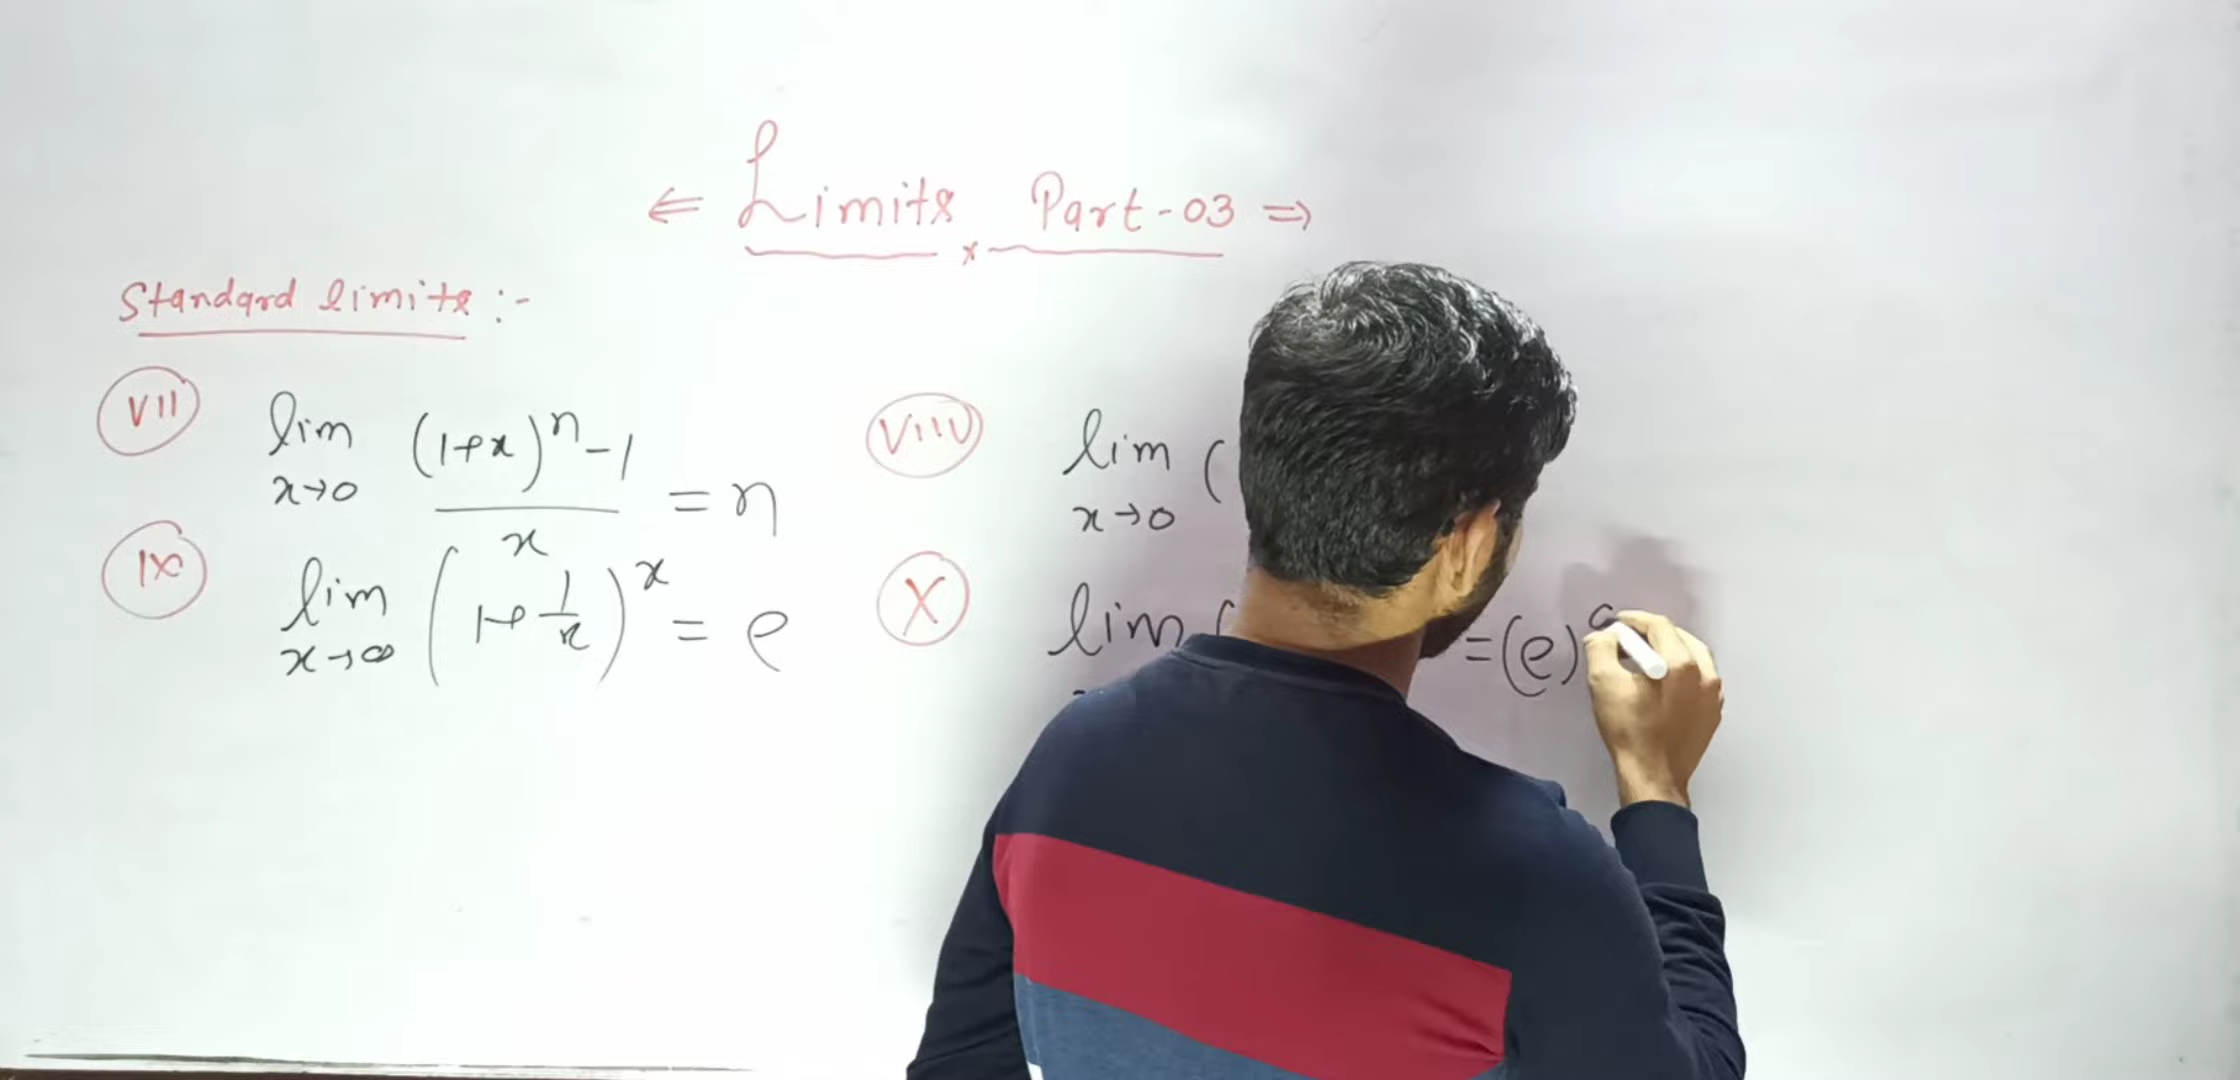 ⇐ Limits Part-03 ⇒
Standard limits :-
VII lim x→0 ((1+x)^n - 1)/x = n
VIII lim x→0 (
IX lim x→∞ (1+1/x)^x = e
X lim ( = (e)